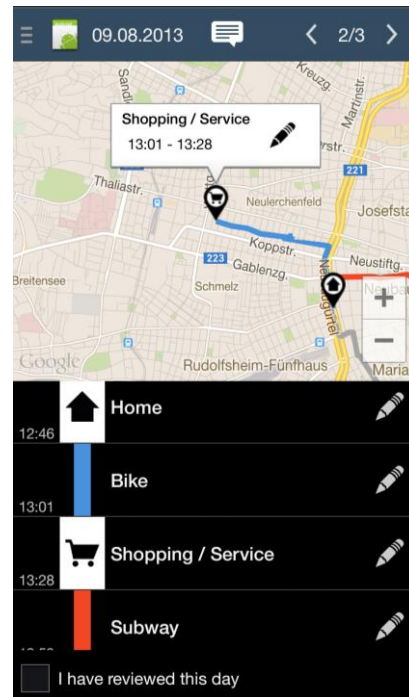 09.08.2013
2/3
Kreuzg.
Martinstr.
Shopping / Service
13:01 - 13:28
221
Thaliastr.
Neulerchenfeld
Josefsta
Koppstr.
Neustiftg.
223
Gablenzg.
Breitensee
Schmelz
+
−
Google
Rudolfsheim-Fünfhaus
Maria
Home
12:46
Bike
13:01
Shopping / Service
13:28
Subway
I have reviewed this day